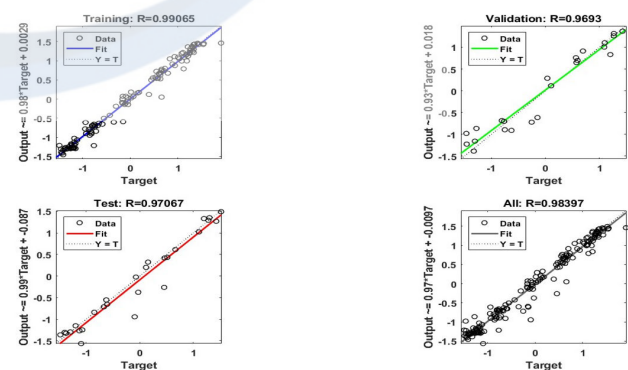 Training: R=0.99065
Output ~= 0.98*Target + 0.0029
Data
Fit
Y = T
1.5
1
0.5
0
-0.5
-1
-1.5
-1
0
1
Target
Validation: R=0.9693
Output ~= 0.93*Target + 0.018
Data
Fit
Y = T
1
0.5
0
-0.5
-1
-1.5
-1
0
1
Target
Test: R=0.97067
Output ~= 0.99*Target + -0.087
Data
Fit
Y = T
1.5
1
0.5
0
-0.5
-1
-1.5
-1
0
1
Target
All: R=0.98397
Output ~= 0.97*Target + -0.0097
Data
Fit
Y = T
1.5
1
0.5
0
-0.5
-1
-1.5
-1
0
1
Target